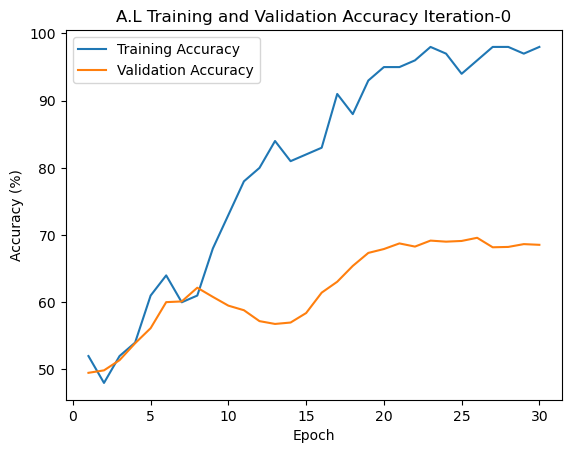 A.L Training and Validation Accuracy Iteration-0
Training Accuracy
Validation Accuracy
Accuracy (%)
100
90
80
70
60
50
0 5 10 15 20 25 30
Epoch